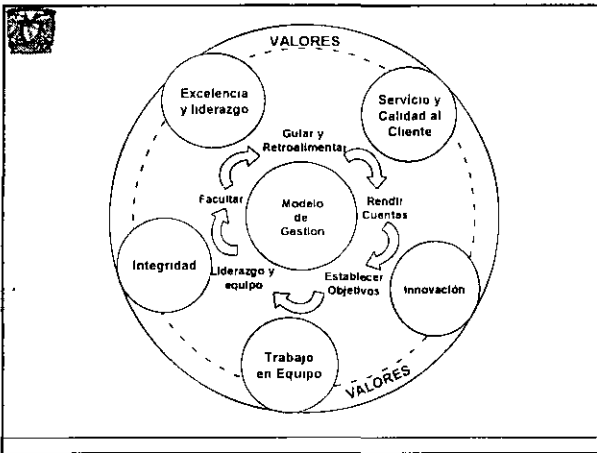 VALORES
Excelencia
y liderazgo
Servicio y
Calidad al
Cliente
Guiar y
Retroalimentar
Facultar
Modelo
de
Gestion
Rendir
Cuentas
Integridad
Liderazgo y
equipo
Establecer
Objetivos
Innovación
Trabajo
en Equipo
VALORES